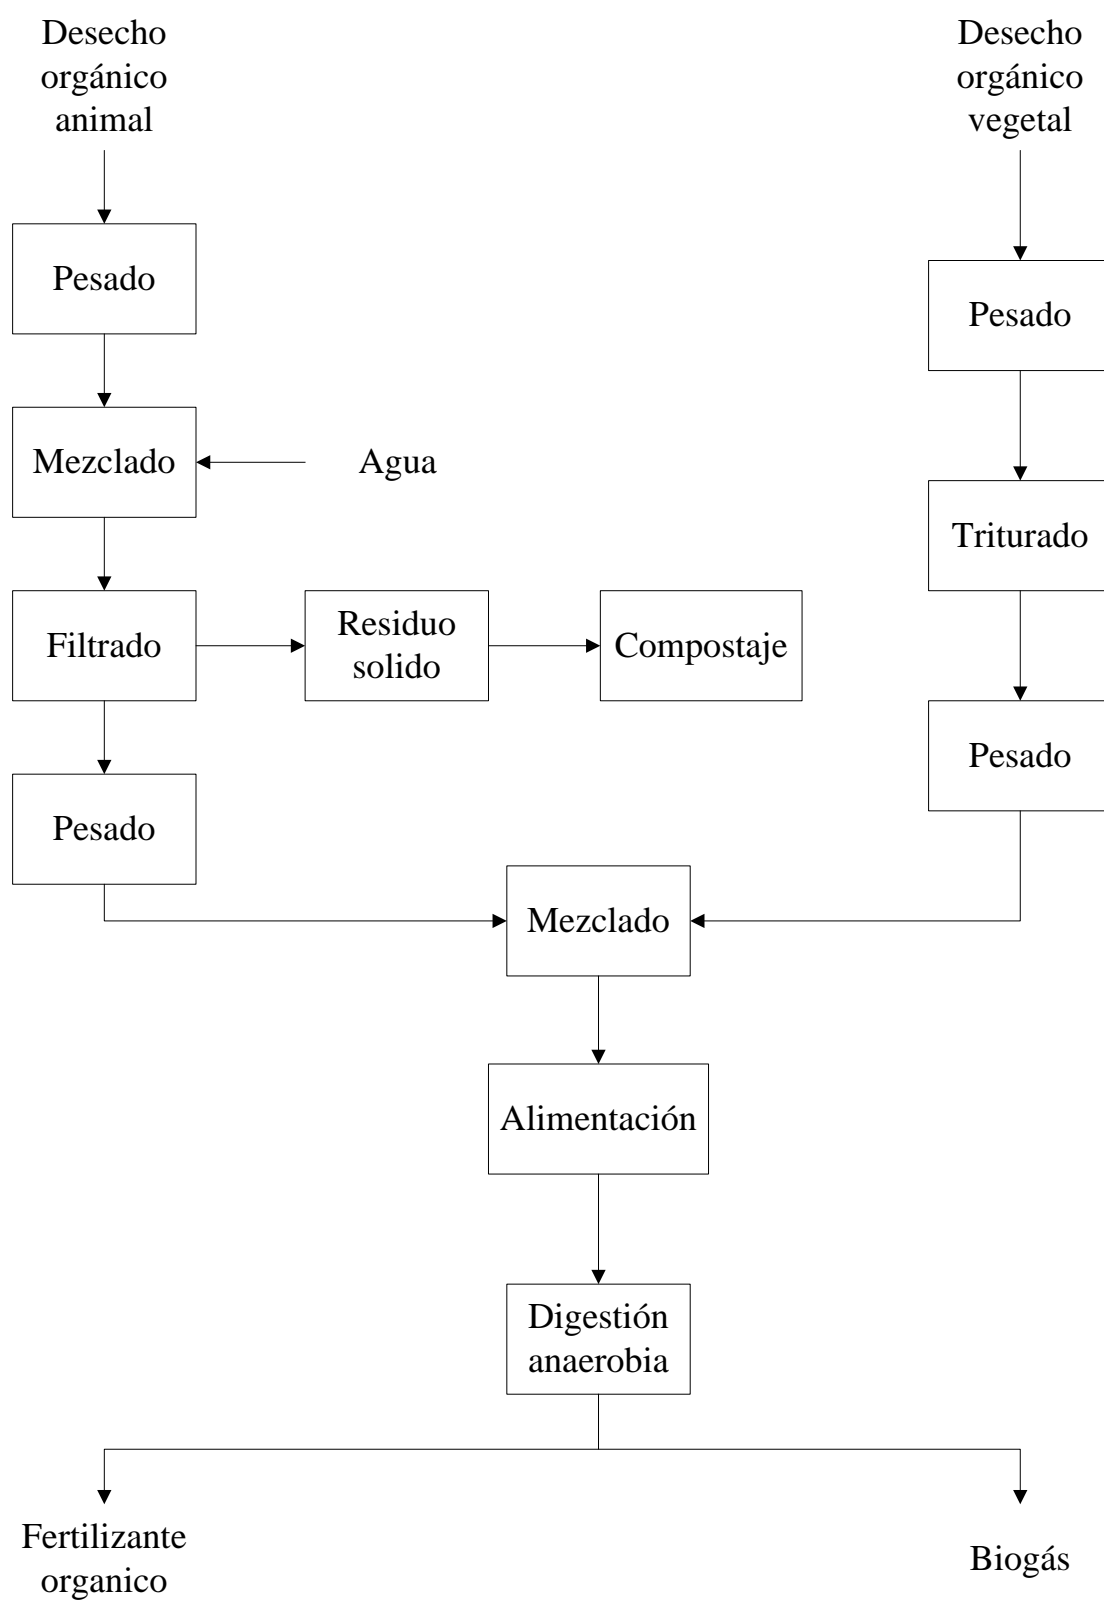 Desecho
orgánico
animal
Desecho
orgánico
vegetal
Pesado
Pesado
Mezclado
Agua
Triturado
Filtrado
Residuo
solido
Compostaje
Pesado
Pesado
Mezclado
Alimentación
Digestión
anaerobia
Fertilizante
organico
Biogás